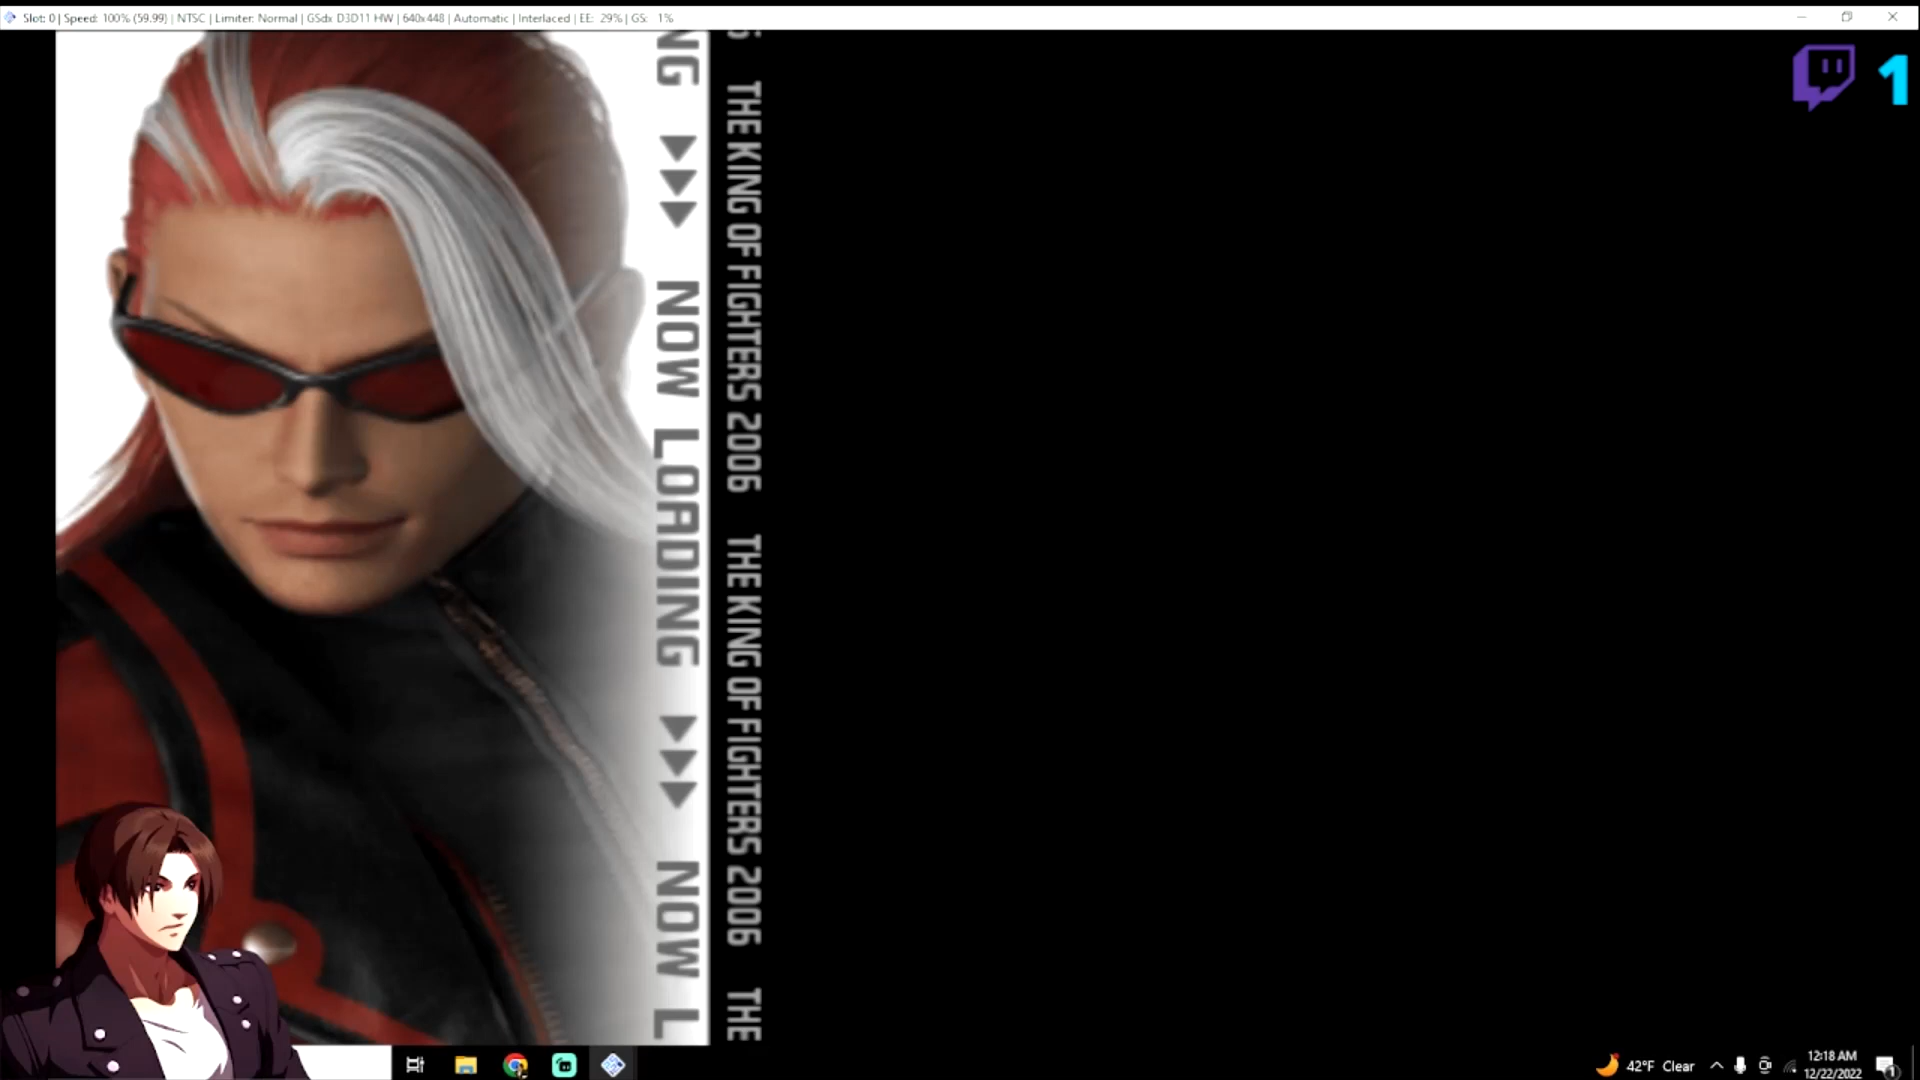 Slot: 0 | Speed: 100% (59.99) | NTSC | Limiter: Normal | GSdx D3D11 HW | 640x448 | Automatic | Interlaced | EE: 29% | GS: 1%
1
NG ▶▶▶ NOW LOADING ▶▶▶ NOW L
6 THE KING OF FIGHTERS 2006 THE KING OF FIGHTERS 2006 THE
42°F Clear
12:18 AM
12/22/2022
1